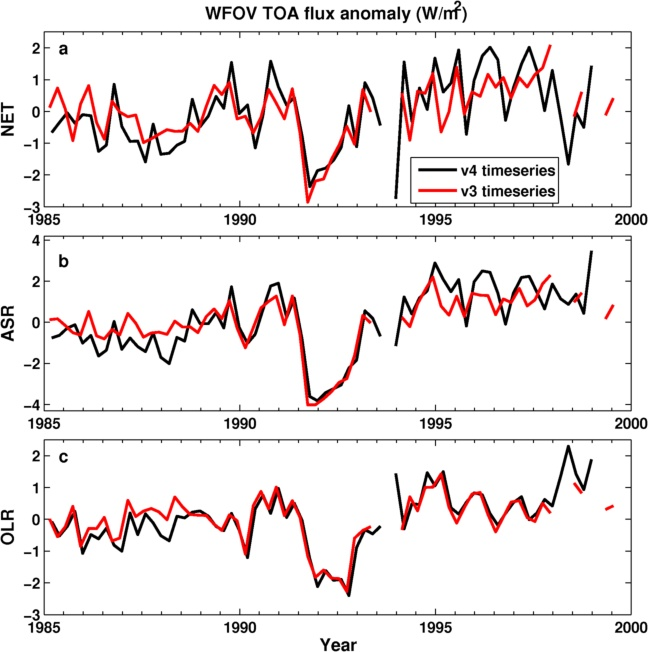 WFOV TOA flux anomaly (W/m²)
a
2
1
0
−1
−2
−3
NET
v4 timeseries
v3 timeseries
1985 1990 1995 2000
b
4
2
0
−2
−4
ASR
1985 1990 1995 2000
c
2
1
0
−1
−2
−3
OLR
1985 1990 1995 2000
Year